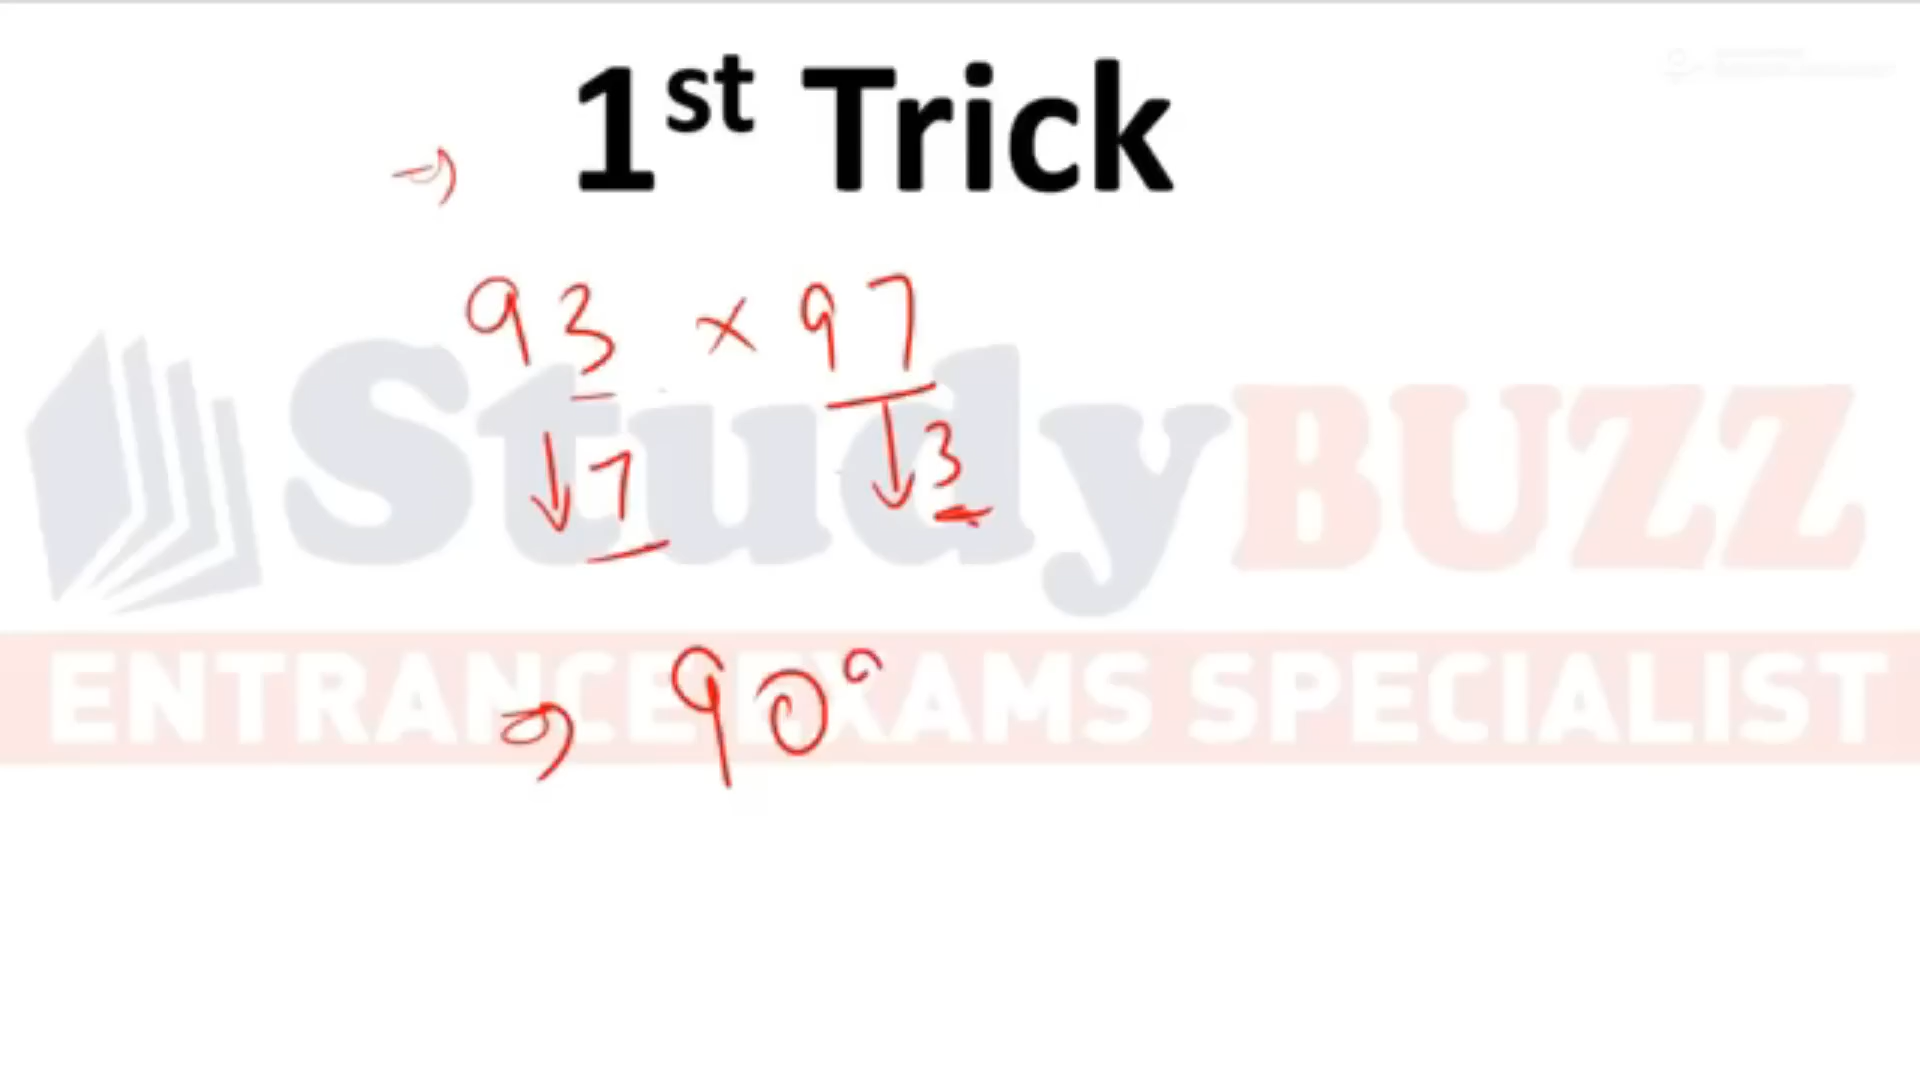 1st Trick
93 × 97
7 3
90°
StudyBUZZ
ENTRANCE EXAMS SPECIALIST